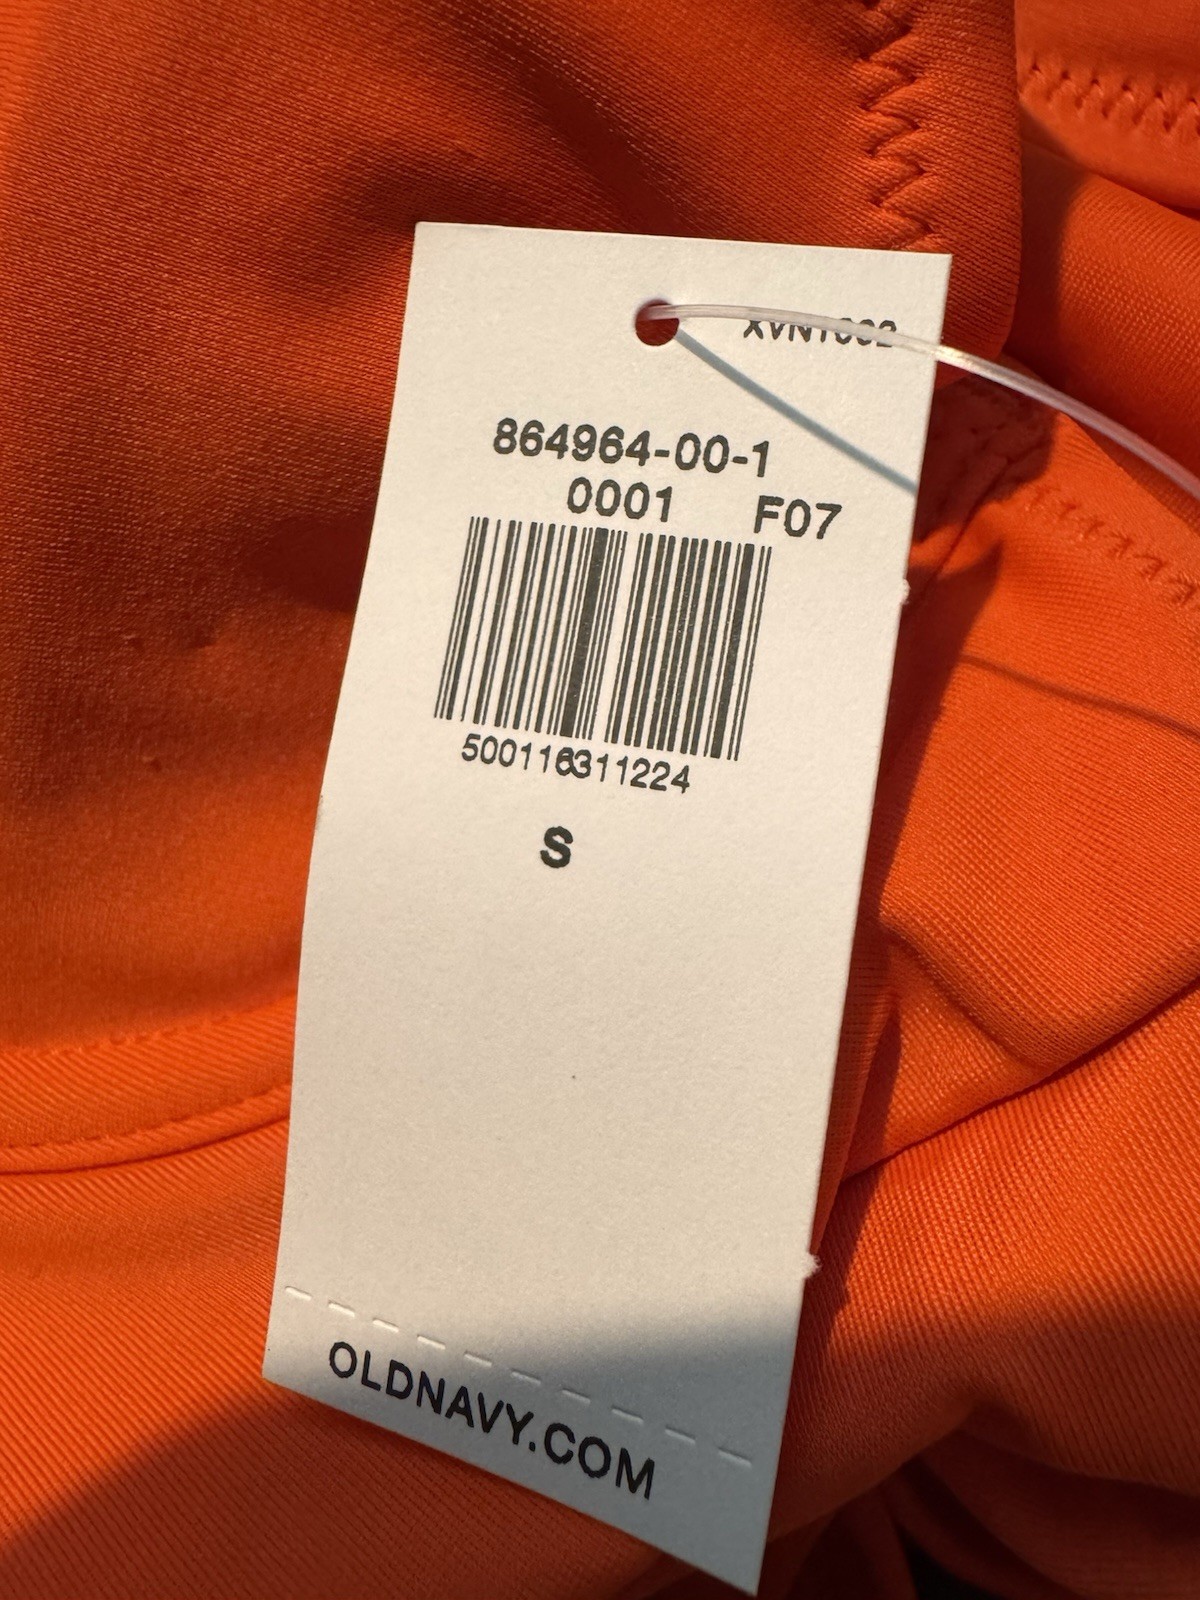 864964-00-1
0001 F07
500116311224
S
OLDNAVY.COM